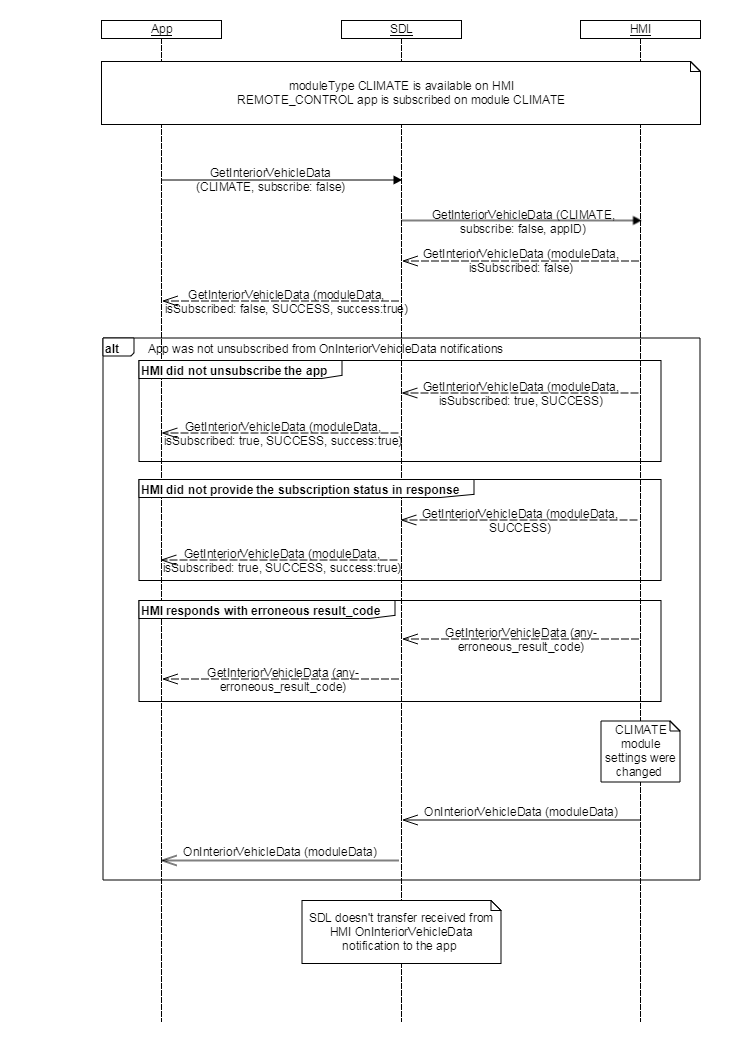 App
SDL
HMI
moduleType CLIMATE is available on HMI
REMOTE_CONTROL app is subscribed on module CLIMATE
GetInteriorVehicleData
(CLIMATE, subscribe: false)
GetInteriorVehicleData (CLIMATE,
subscribe: false, appID)
GetInteriorVehicleData (moduleData,
isSubscribed: false)
GetInteriorVehicleData (moduleData,
isSubscribed: false, SUCCESS, success:true)
alt
App was not unsubscribed from OnInteriorVehicleData notifications
HMI did not unsubscribe the app
GetInteriorVehicleData (moduleData,
isSubscribed: true, SUCCESS)
GetInteriorVehicleData (moduleData,
isSubscribed: true, SUCCESS, success:true)
HMI did not provide the subscription status in response
GetInteriorVehicleData (moduleData,
SUCCESS)
GetInteriorVehicleData (moduleData,
isSubscribed: true, SUCCESS, success:true)
HMI responds with erroneous result_code
GetInteriorVehicleData (any-
erroneous_result_code)
GetInteriorVehicleData (any-
erroneous_result_code)
CLIMATE
module
settings were
changed
OnInteriorVehicleData (moduleData)
OnInteriorVehicleData (moduleData)
SDL doesn't transfer received from
HMI OnInteriorVehicleData
notification to the app